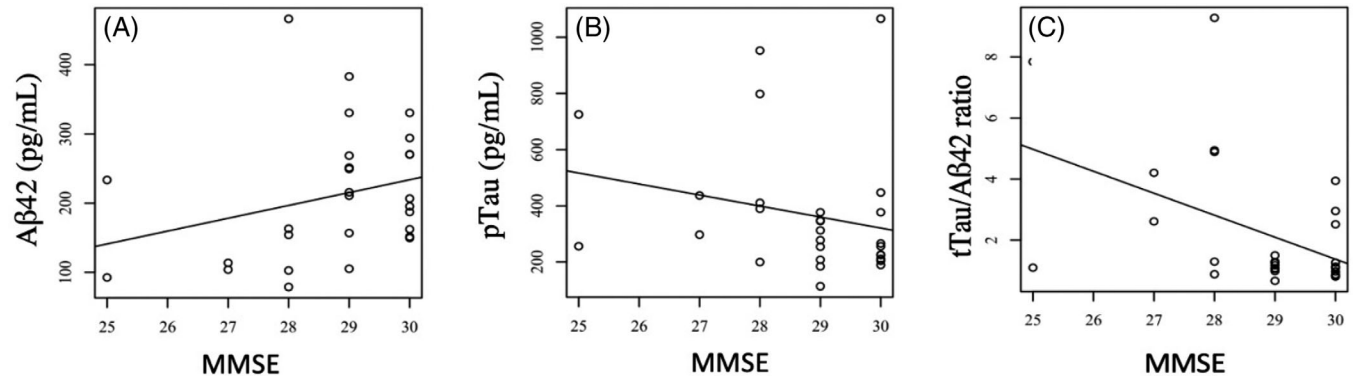 (A)
Aβ42 (pg/mL)
400
300
200
100
25 26 27 28 29 30
MMSE
(B)
pTau (pg/mL)
1000
800
600
400
200
25 26 27 28 29 30
MMSE
(C)
tTau/Aβ42 ratio
8
6
4
2
25 26 27 28 29 30
MMSE